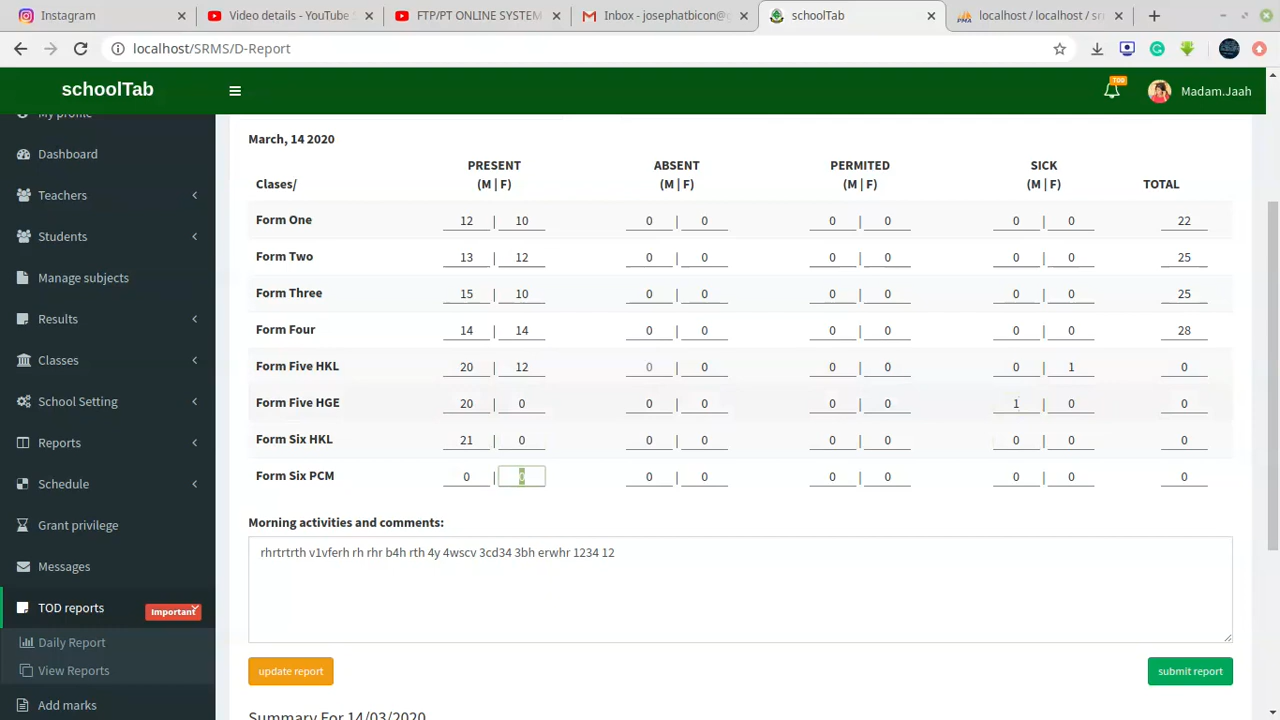 Instagram
Video details - YouTube S
FTP/PT ONLINE SYSTEM
Inbox - josephatbicon@g
schoolTab
localhost / localhost / srm
localhost/SRMS/D-Report
schoolTab
TOD
Madam.Jaah
My profile
Dashboard
Teachers
Students
Manage subjects
Results
Classes
School Setting
Reports
Schedule
Grant privilege
Messages
TOD reports
Important
Daily Report
View Reports
Add marks
March, 14 2020
PRESENT ABSENT PERMITED SICK
Clases/ (M | F) (M | F) (M | F) (M | F) TOTAL
Form One 12 | 10 0 | 0 0 | 0 0 | 0 22
Form Two 13 | 12 0 | 0 0 | 0 0 | 0 25
Form Three 15 | 10 0 | 0 0 | 0 0 | 0 25
Form Four 14 | 14 0 | 0 0 | 0 0 | 0 28
Form Five HKL 20 | 12 0 | 0 0 | 0 0 | 1 0
Form Five HGE 20 | 0 0 | 0 0 | 0 1 | 0 0
Form Six HKL 21 | 0 0 | 0 0 | 0 0 | 0 0
Form Six PCM 0 | 0 0 | 0 0 | 0 0 | 0 0
Morning activities and comments:
rhrtrtrth v1vferh rh rhr b4h rth 4y 4wscv 3cd34 3bh erwhr 1234 12
update report
submit report
Summary For 14/03/2020